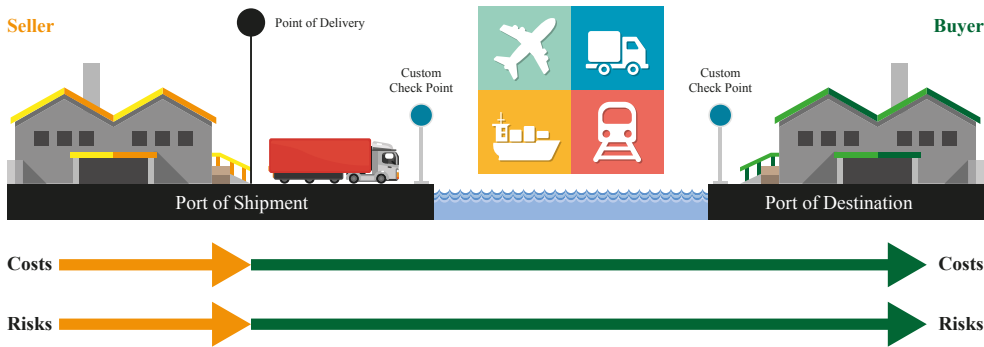 Seller
Point of Delivery
Buyer
Custom
Check Point
Custom
Check Point
Port of Shipment
Port of Destination
Costs
Costs
Risks
Risks